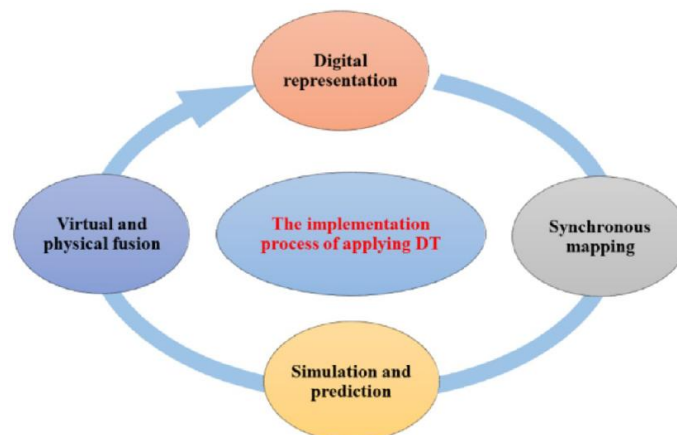 Digital
representation
Virtual and
physical fusion
The implementation
process of applying DT
Synchronous
mapping
Simulation and
prediction